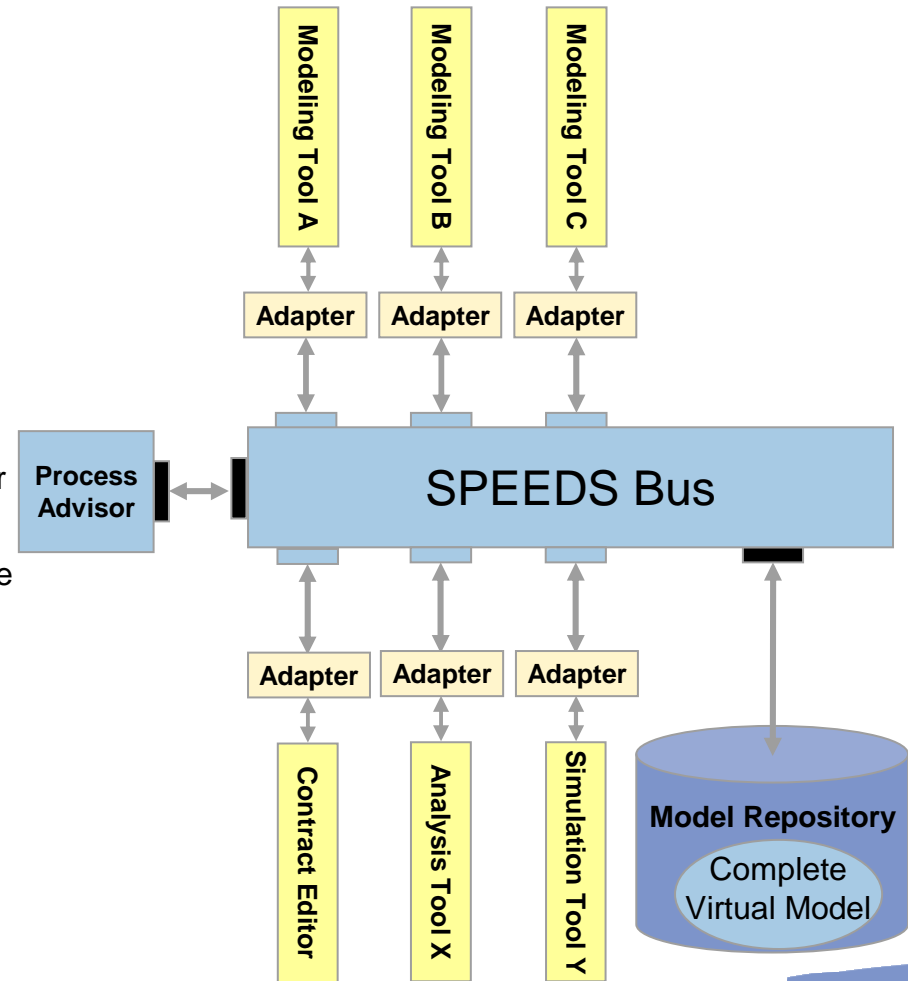 Modeling Tool A
Modeling Tool B
Modeling Tool C
Adapter
Adapter
Adapter
r
Process
Advisor
SPEEDS Bus
e
Adapter
Adapter
Adapter
Contract Editor
Analysis Tool X
Simulation Tool Y
Model Repository
Complete
Virtual Model